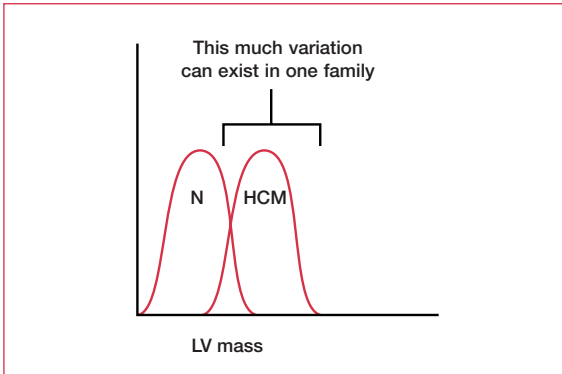 This much variation
can exist in one family
N
HCM
LV mass